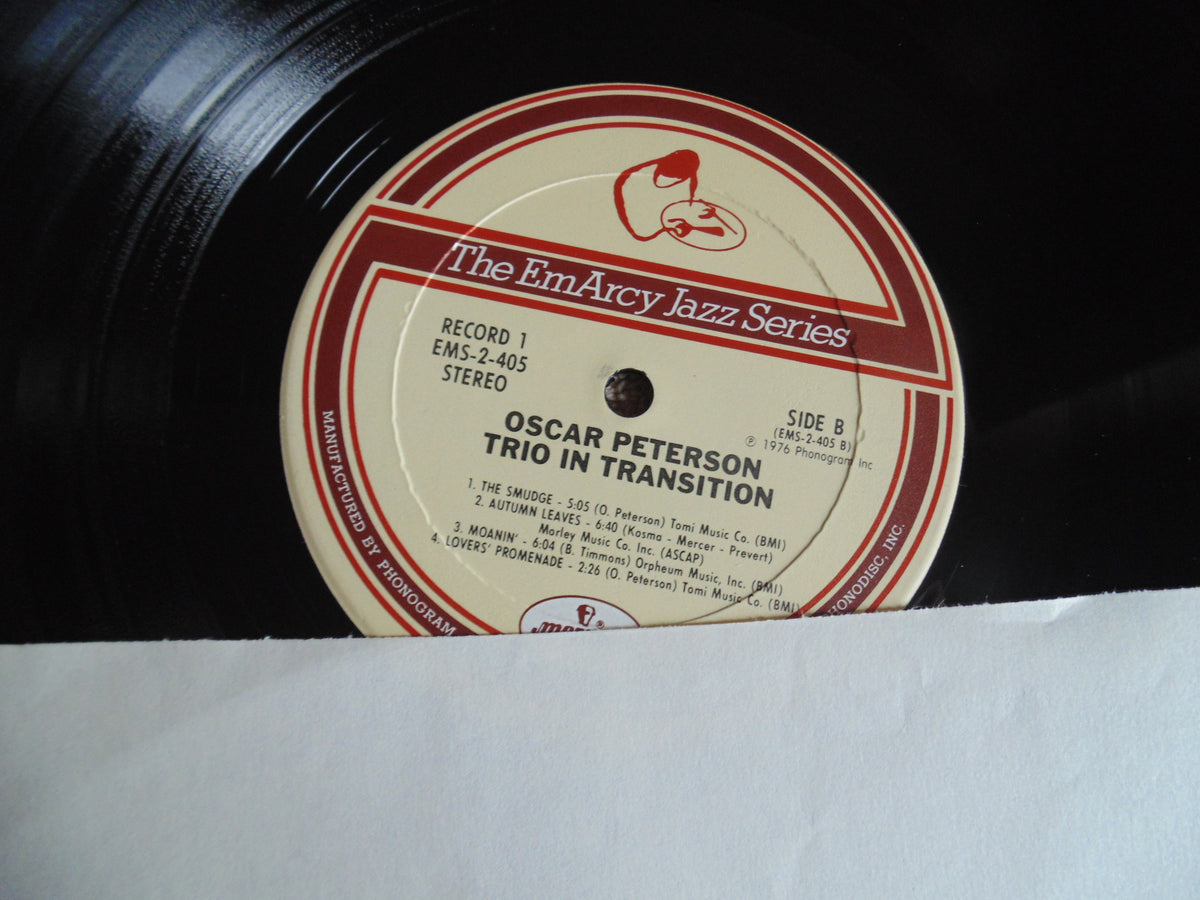 The EmArcy Jazz Series
RECORD 1
EMS-2-405
STEREO
SIDE B
(EMS-2-405 B)
℗ 1976 Phonogram Inc
OSCAR PETERSON
TRIO IN TRANSITION
1. THE SMUDGE - 5:05 (O. Peterson) Tomi Music Co. (BMI)
2. AUTUMN LEAVES - 6:40 (Kosma - Mercer - Prevert)
Morley Music Co. Inc. (ASCAP)
3. MOANIN' - 6:04 (B. Timmons) Orpheum Music, Inc. (BMI)
4. LOVERS' PROMENADE - 2:26 (O. Peterson) Tomi Music Co. (BMI)
MANUFACTURED BY PHONOGRAM
HONODISC, INC.